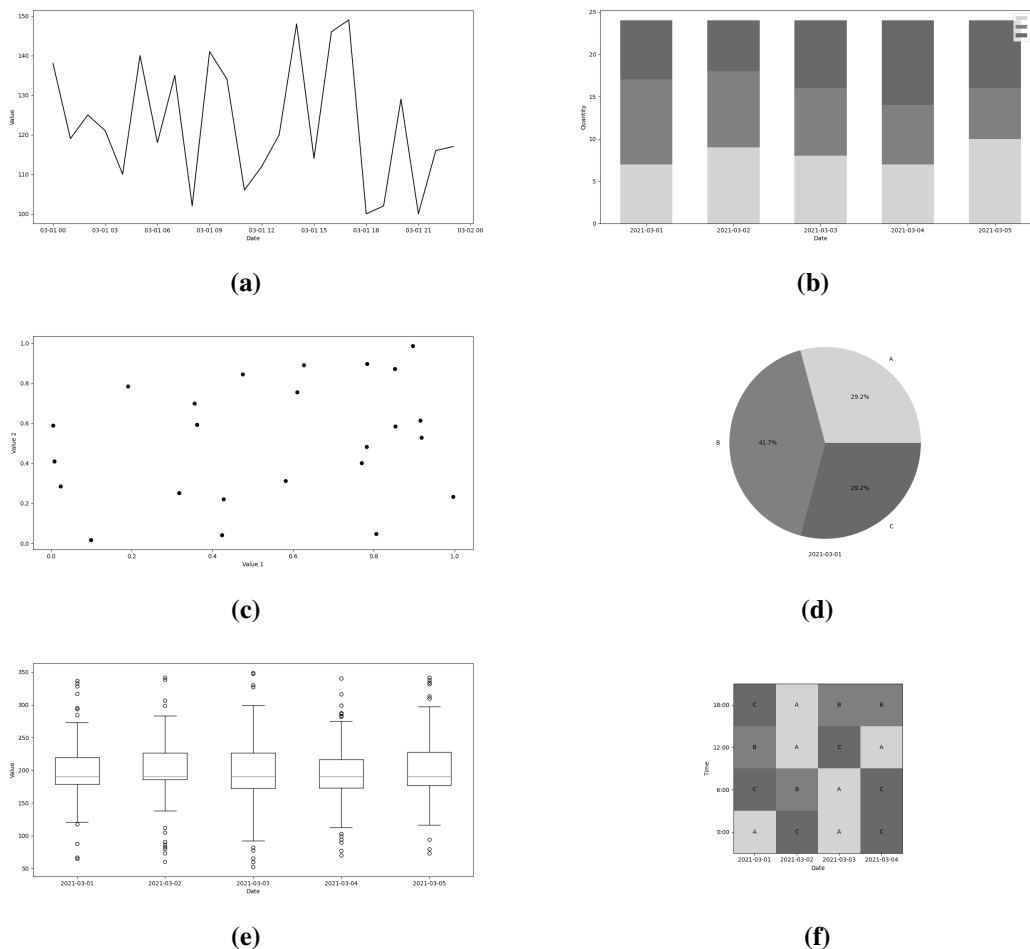 150
140
130
120
110
100
Value
03-01 00 03-01 03 03-01 06 03-01 09 03-01 12 03-01 15 03-01 18 03-01 21 03-02 00
Date
(a)
25
20
15
10
5
0
Quantity
2021-03-01 2021-03-02 2021-03-03 2021-03-04 2021-03-05
Date
(b)
1.0
0.8
0.6
0.4
0.2
0.0
Value 2
0.0 0.2 0.4 0.6 0.8 1.0
Value 1
(c)
A
29.2%
B 41.7%
29.2%
C
2021-03-01
(d)
350
300
250
200
150
100
50
Value
2021-03-01 2021-03-02 2021-03-03 2021-03-04 2021-03-05
Date
(e)
18:00 C A B B
12:00 B A C A
6:00 C B A C
0:00 A C A C
Time
2021-03-01 2021-03-02 2021-03-03 2021-03-04
Date
(f)